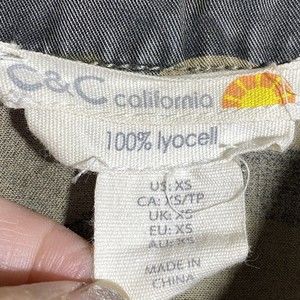 C&C california
100% lyocell
US: XS
CA: XS/TP
UK: XS
EU: XS
AU: XS
MADE IN
CHINA